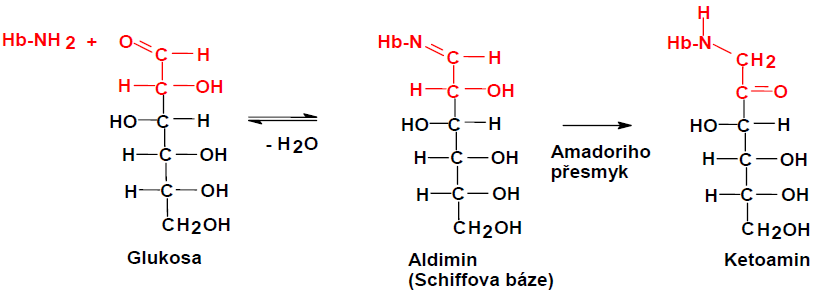 Hb-NH2 + O C H
H C OH
HO C H
H C OH
H C OH
CH2OH
Glukosa
- H2O
Hb-N C H
H C OH
HO C H
H C OH
H C OH
CH2OH
Aldimin
(Schiffova báze)
Amadoriho
přesmyk
H
Hb-N CH2
C O
HO C H
H C OH
H C OH
CH2OH
Ketoamin